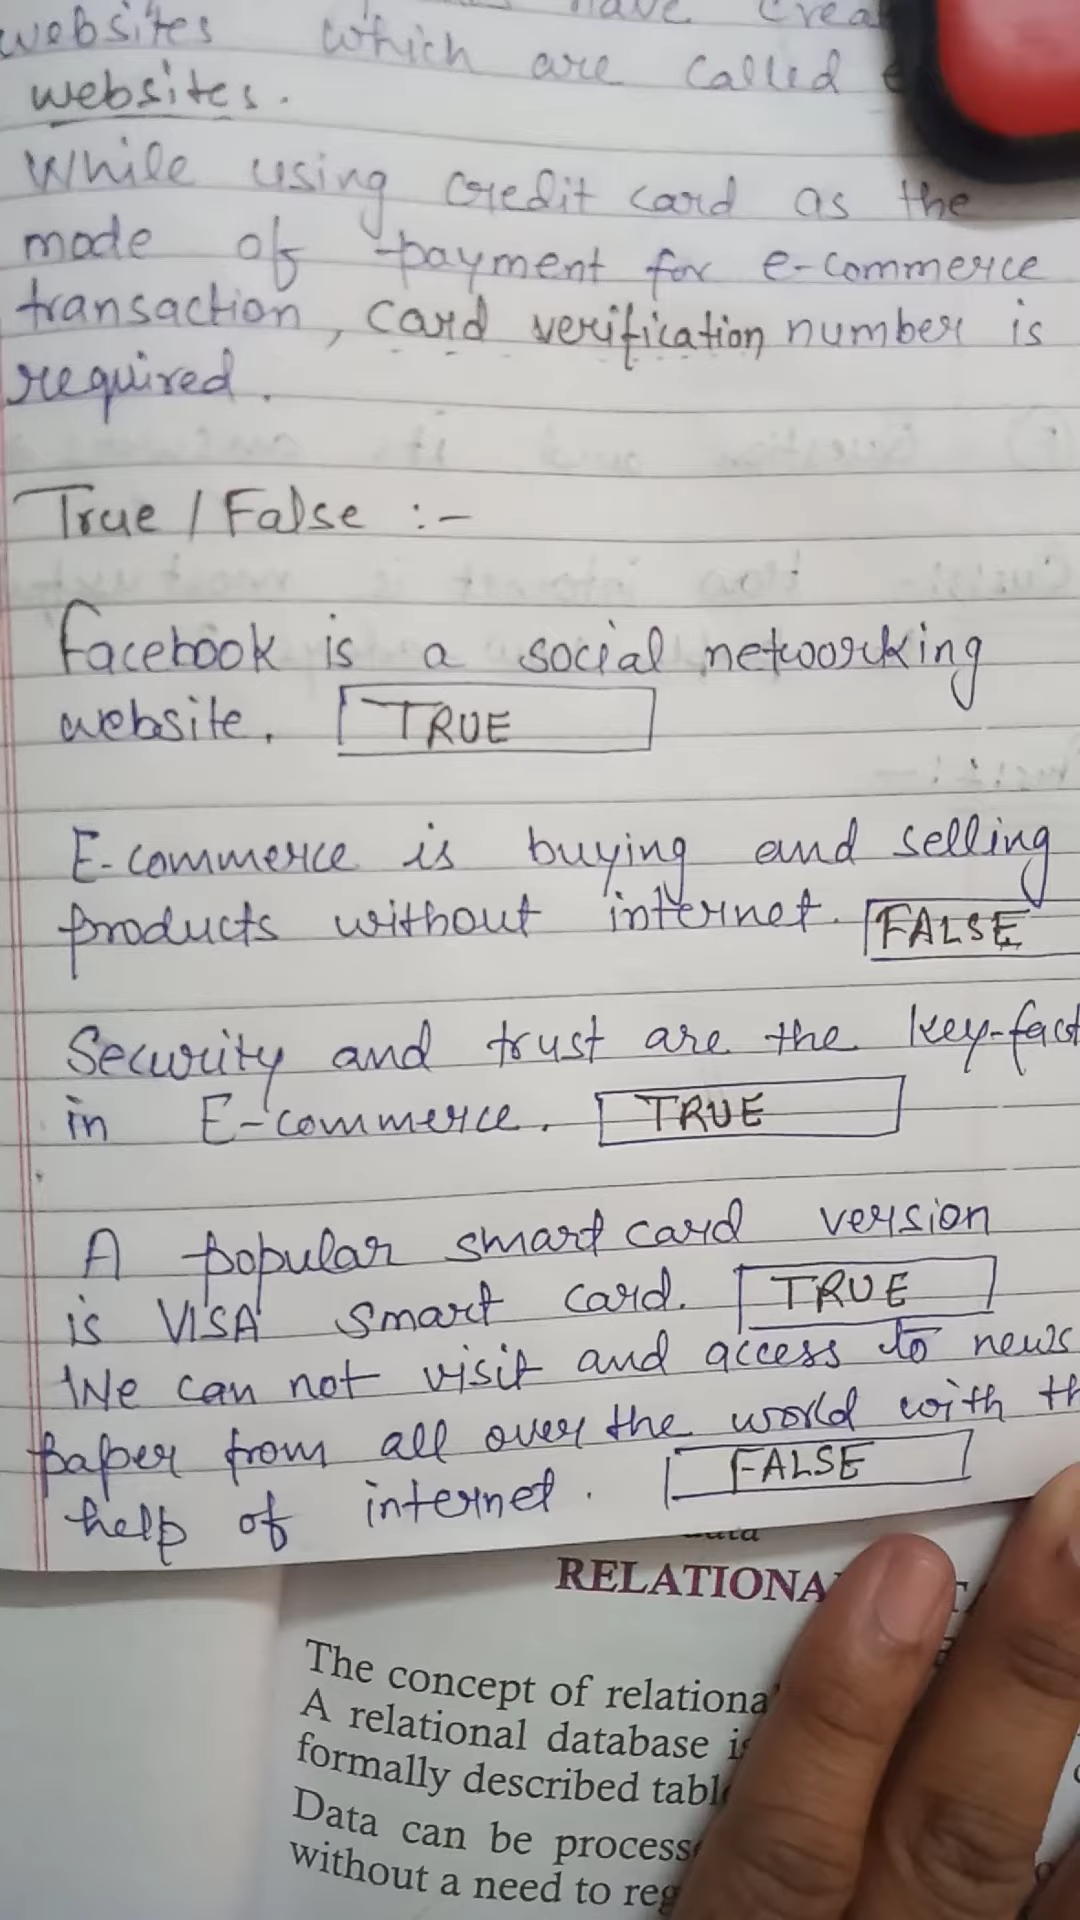 have
websites which are called
websites.
While using credit card as the
mode of payment for e-commerce
transaction, card verification number is
required.
True / False :-
Facebook is a social networking
website. TRUE
E-commerce is buying and selling
products without internet. FALSE
Security and trust are the key-fact
in E-commerce. TRUE
A popular smart card version
is VISA smart card. TRUE
We can not visit and access to news
paper from all over the world with th
help of internet. FALSE
RELATIONA
The concept of relationa
A relational database is
formally described tabl
Data can be process
without a need to reg